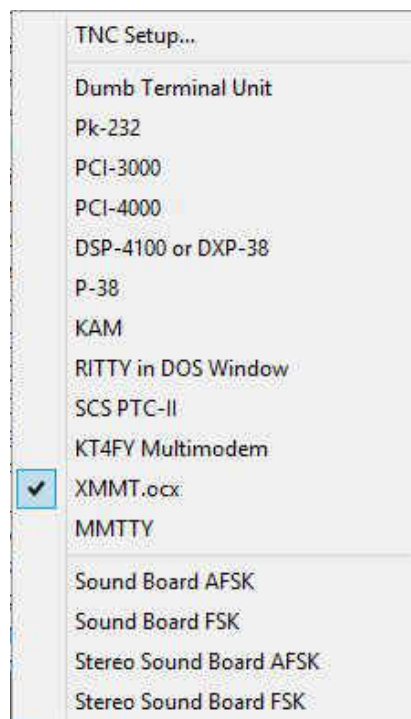 TNC Setup...
Dumb Terminal Unit
Pk-232
PCI-3000
PCI-4000
DSP-4100 or DXP-38
P-38
KAM
RITTY in DOS Window
SCS PTC-II
KT4FY Multimodem
XMMT.ocx
MMTTY
Sound Board AFSK
Sound Board FSK
Stereo Sound Board AFSK
Stereo Sound Board FSK